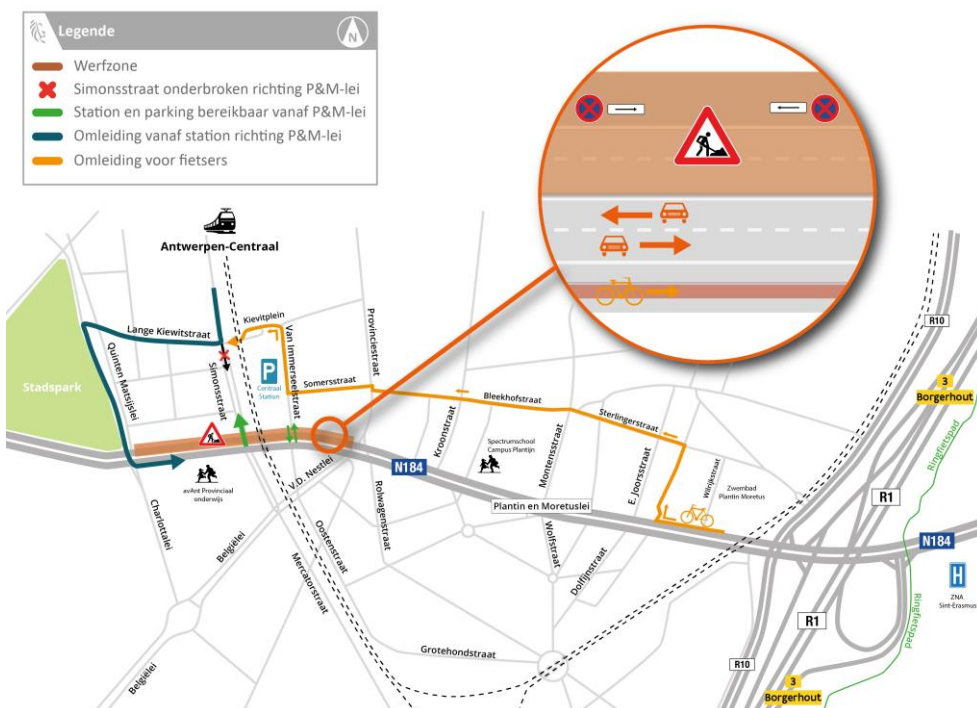 Legende
N
Werfzone
Simonsstraat onderbroken richting P&M-lei
Station en parking bereikbaar vanaf P&M-lei
Omleiding vanaf station richting P&M-lei
Omleiding voor fietsers
Antwerpen-Centraal
Kievitplein
Lange Kiewitstraat
Stadspark
Quinten Matsijslei
Simonsstraat
P
Centraal
Station
Van Immerseelstraat
Provinciestraat
Somersstraat
Bleekhofstraat
Sterlingerstraat
Kroonstraat
Spectrumschool
Campus Plantijn
Montensstraat
E. Joorsstraat
Wilrijkstraat
Zwembad
Plantin Moretus
avAnt Provinciaal
onderwijs
V.D. Nestlei
N184
Plantin en Moretuslei
Charlottalei
Belgiëlei
Oostenstraat
Mercatorstraat
Rolwagenstraat
Wolfstraat
Dolfijnstraat
Grotehondstraat
Belgiëlei
R10
R10
3
Borgerhout
Ringfietspad
R1
N184
H
ZNA
Sint-Erasmus
R1
Ringfietspad
R10
3
Borgerhout